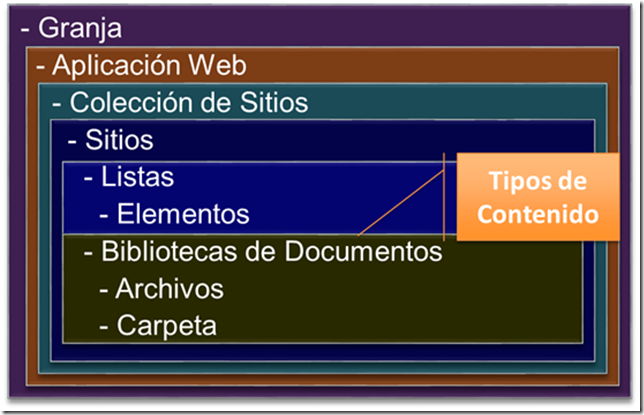 - Granja
- Aplicación Web
- Colección de Sitios
- Sitios
- Listas
- Elementos
Tipos de
Contenido
- Bibliotecas de Documentos
- Archivos
- Carpeta